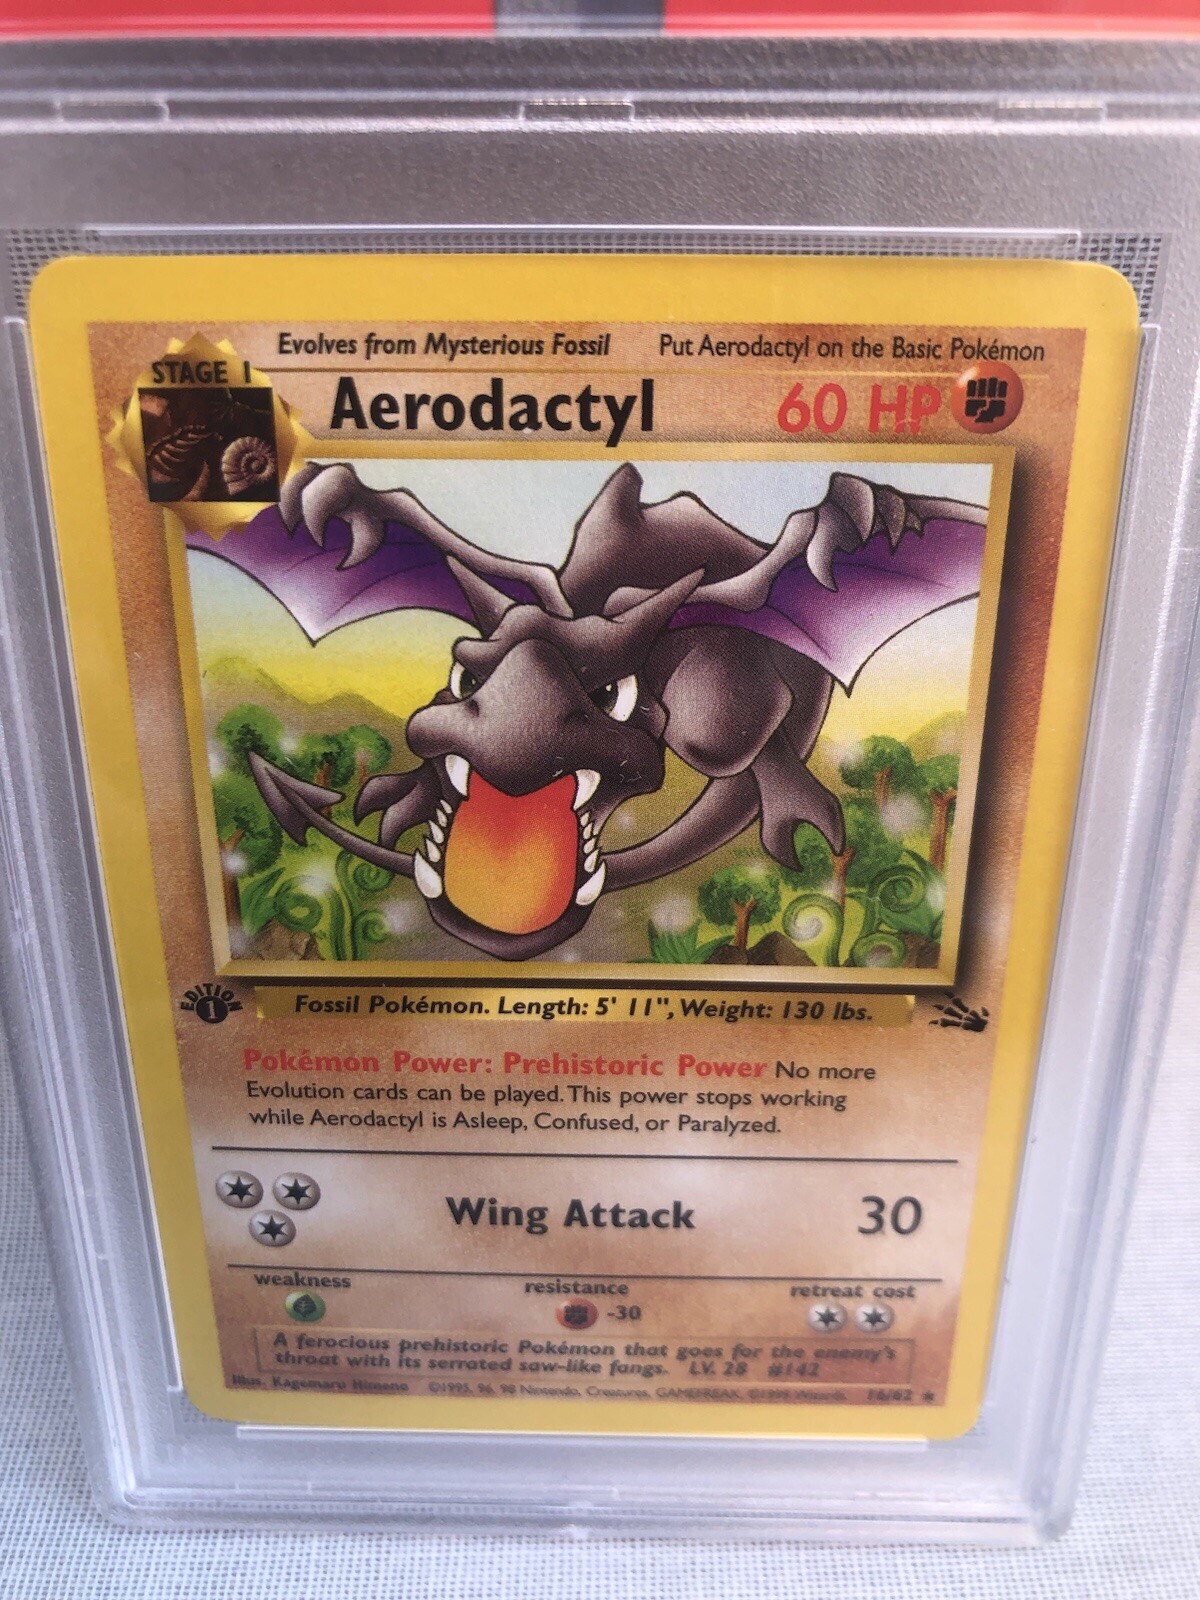 Evolves from Mysterious Fossil Put Aerodactyl on the Basic Pokémon
STAGE 1
Aerodactyl 60 HP
EDITION 1
Fossil Pokémon. Length: 5' 11", Weight: 130 lbs.
Pokémon Power: Prehistoric Power No more
Evolution cards can be played. This power stops working
while Aerodactyl is Asleep, Confused, or Paralyzed.
Wing Attack 30
weakness resistance retreat cost
-30
A ferocious prehistoric Pokémon that goes for the enemy's
throat with its serrated saw-like fangs. LV. 28 #142
Illus. Kagemaru Himeno ©1995, 96, 98 Nintendo, Creatures, GAMEFREAK. ©1999 Wizards. 16/62